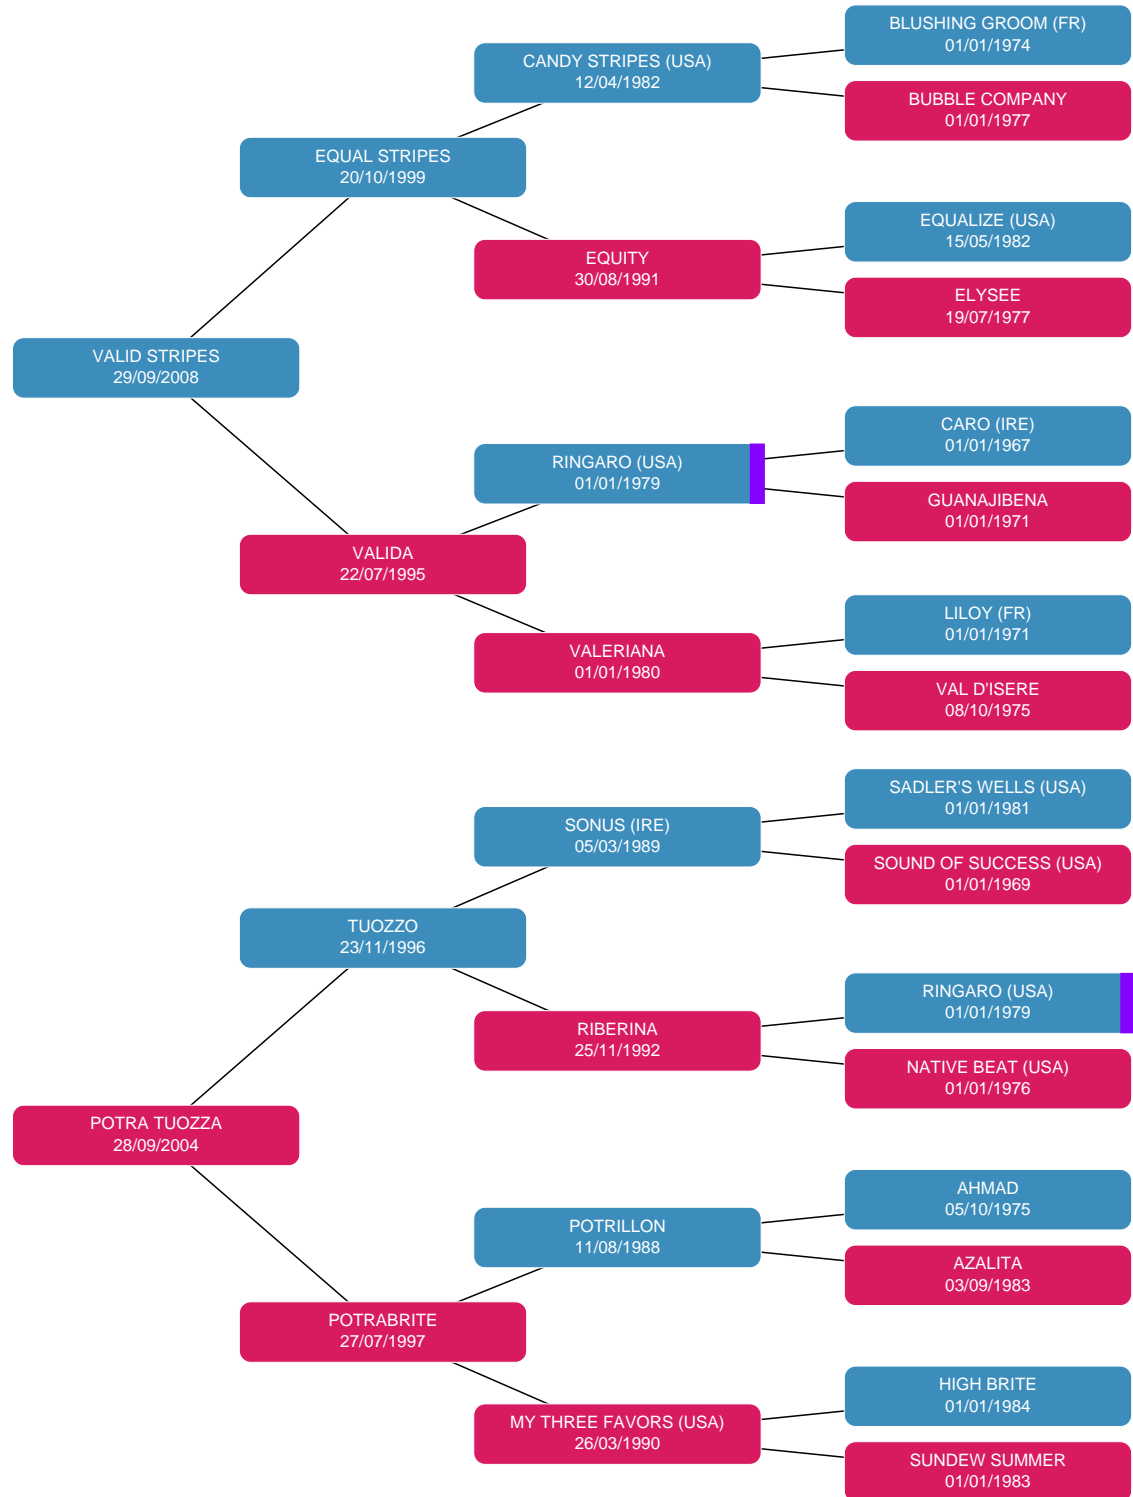 BLUSHING GROOM (FR)
01/01/1974
CANDY STRIPES (USA)
12/04/1982
BUBBLE COMPANY
01/01/1977
EQUAL STRIPES
20/10/1999
EQUALIZE (USA)
15/05/1982
EQUITY
30/08/1991
ELYSEE
19/07/1977
VALID STRIPES
29/09/2008
CARO (IRE)
01/01/1967
RINGARO (USA)
01/01/1979
GUANAJIBENA
01/01/1971
VALIDA
22/07/1995
LILOY (FR)
01/01/1971
VALERIANA
01/01/1980
VAL D'ISERE
08/10/1975
SADLER'S WELLS (USA)
01/01/1981
SONUS (IRE)
05/03/1989
SOUND OF SUCCESS (USA)
01/01/1969
TUOZZO
23/11/1996
RINGARO (USA)
01/01/1979
RIBERINA
25/11/1992
NATIVE BEAT (USA)
01/01/1976
POTRA TUOZZA
28/09/2004
AHMAD
05/10/1975
POTRILLON
11/08/1988
AZALITA
03/09/1983
POTRABRITE
27/07/1997
HIGH BRITE
01/01/1984
MY THREE FAVORS (USA)
26/03/1990
SUNDEW SUMMER
01/01/1983